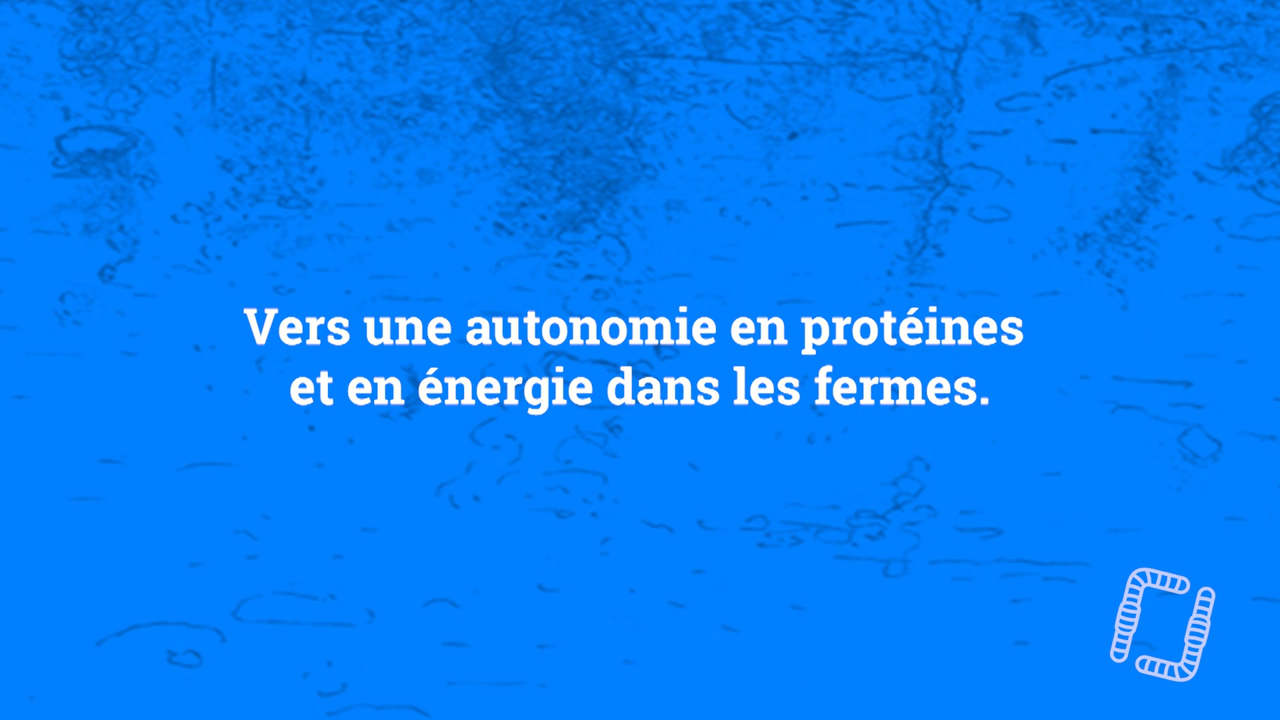 Vers une autonomie en protéines
et en énergie dans les fermes.